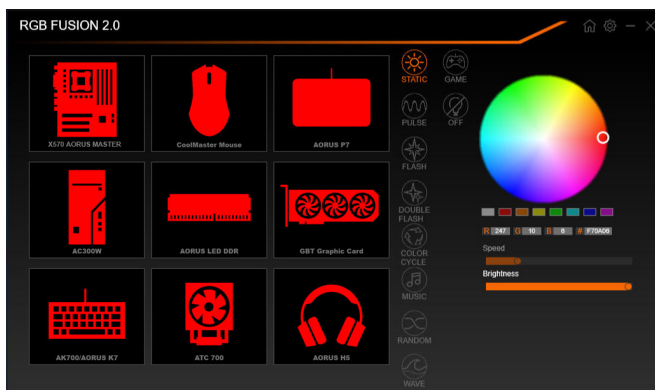 RGB FUSION 2.0
X570 AORUS MASTER
CoolMaster Mouse
AORUS P7
AC300W
AORUS LED DDR
GBT Graphic Card
AK700/AORUS K7
ATC 700
AORUS H5
STATIC
GAME
PULSE
OFF
FLASH
DOUBLE
FLASH
COLOR
CYCLE
MUSIC
RANDOM
WAVE
R 247 G 10 B 6 # F70A06
Speed
Brightness